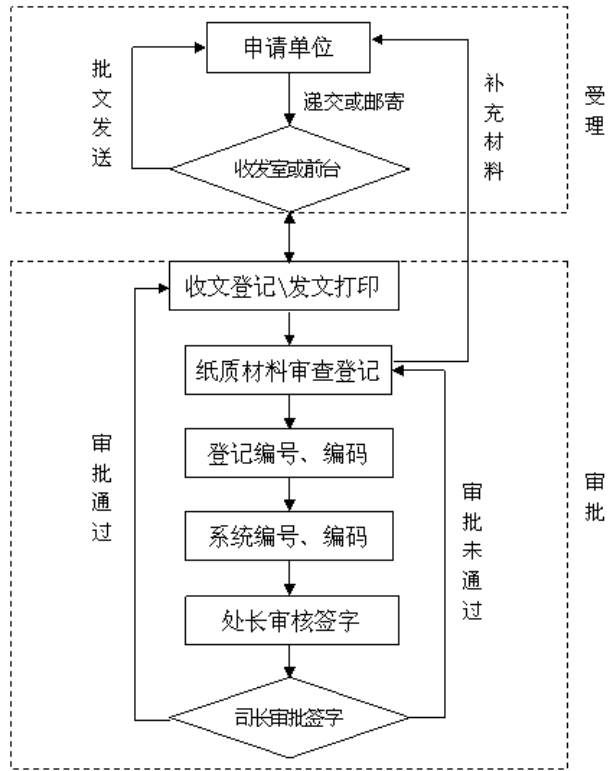 申请单位
批文发送
递交或邮寄
补充材料
受理
收发室或前台
收文登记\发文打印
纸质材料审查登记
登记编号、编码
审批通过
审批未通过
审批
系统编号、编码
处长审核签字
司长审批签字